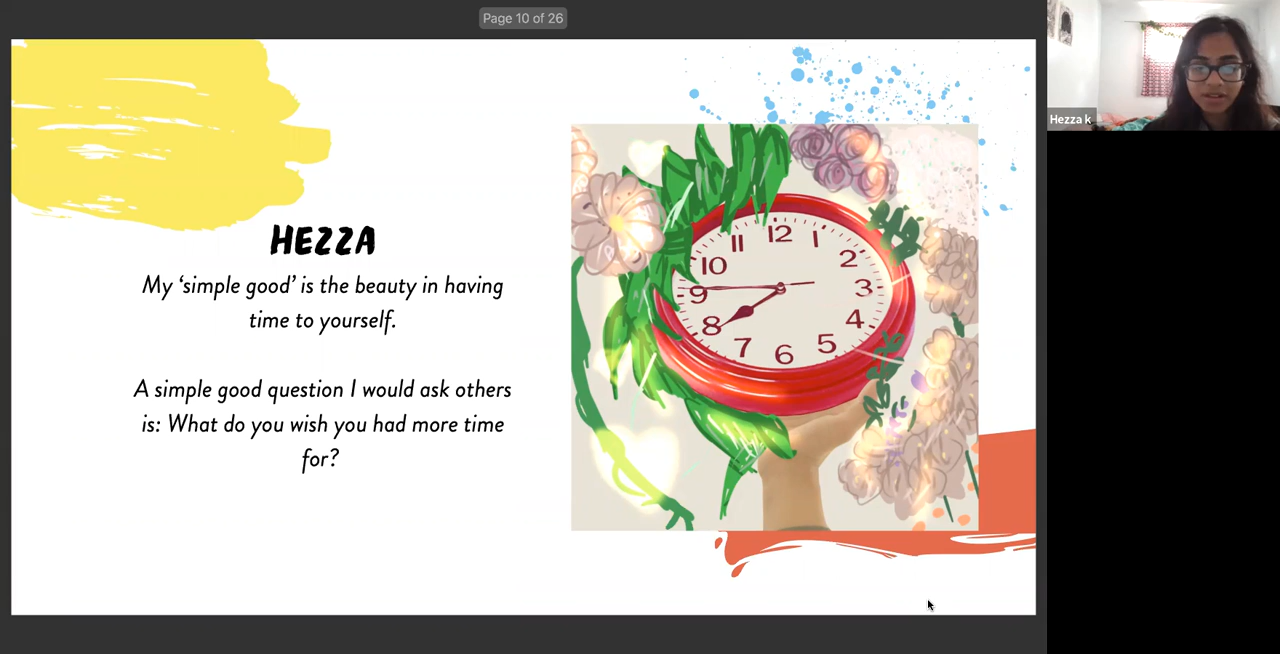 Page 10 of 26
HEZZA
My ‘simple good’ is the beauty in having
time to yourself.
A simple good question I would ask others
is: What do you wish you had more time
for?
12
1
2
3
4
5
6
7
8
9
10
11
Hezza k